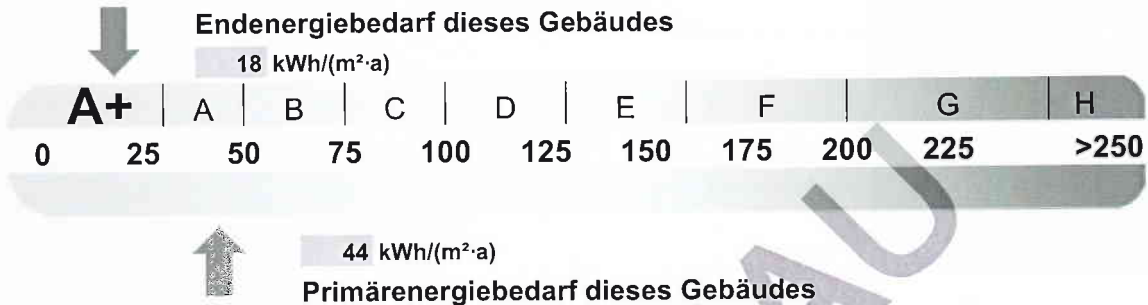 Endenergiebedarf dieses Gebäudes
18 kWh/(m²·a)
A+ A B C D E F G H
0 25 50 75 100 125 150 175 200 225 >250
44 kWh/(m²·a)
Primärenergiebedarf dieses Gebäudes
AU